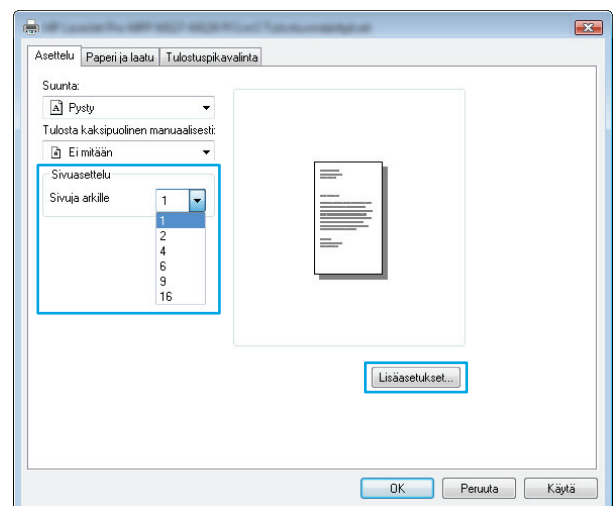 Asettelu Paperi ja laatu Tulostuspikavalinta
Suunta:
Pysty
Tulosta kaksipuolinen manuaalisesti:
Ei mitään
Sivuasettelu
Sivuja arkille 1
1
2
4
6
9
16
Lisäasetukset...
OK Peruuta Käytä